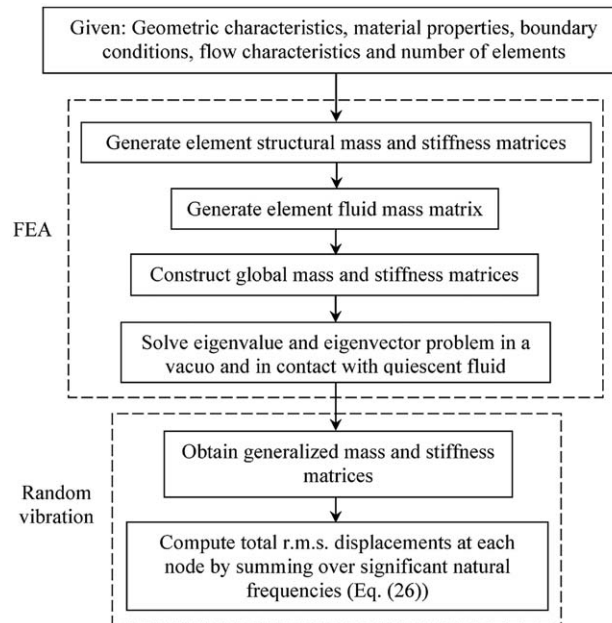 Given: Geometric characteristics, material properties, boundary
conditions, flow characteristics and number of elements
Generate element structural mass and stiffness matrices
Generate element fluid mass matrix
FEA
Construct global mass and stiffness matrices
Solve eigenvalue and eigenvector problem in a
vacuo and in contact with quiescent fluid
Obtain generalized mass and stiffness
matrices
Random
vibration
Compute total r.m.s. displacements at each
node by summing over significant natural
frequencies (Eq. (26))